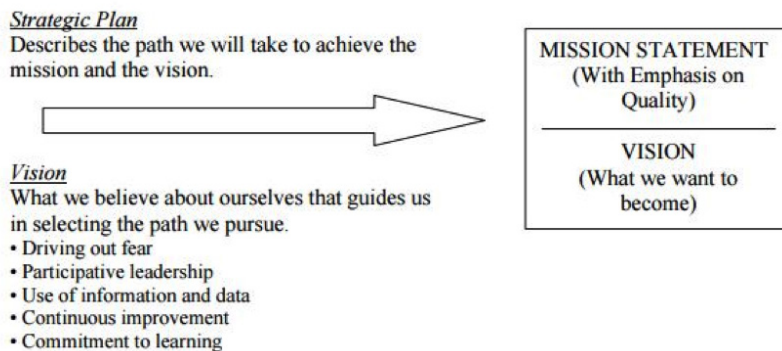 Strategic Plan
Describes the path we will take to achieve the
mission and the vision.
MISSION STATEMENT
(With Emphasis on
Quality)
VISION
(What we want to
become)
Vision
What we believe about ourselves that guides us
in selecting the path we pursue.
• Driving out fear
• Participative leadership
• Use of information and data
• Continuous improvement
• Commitment to learning